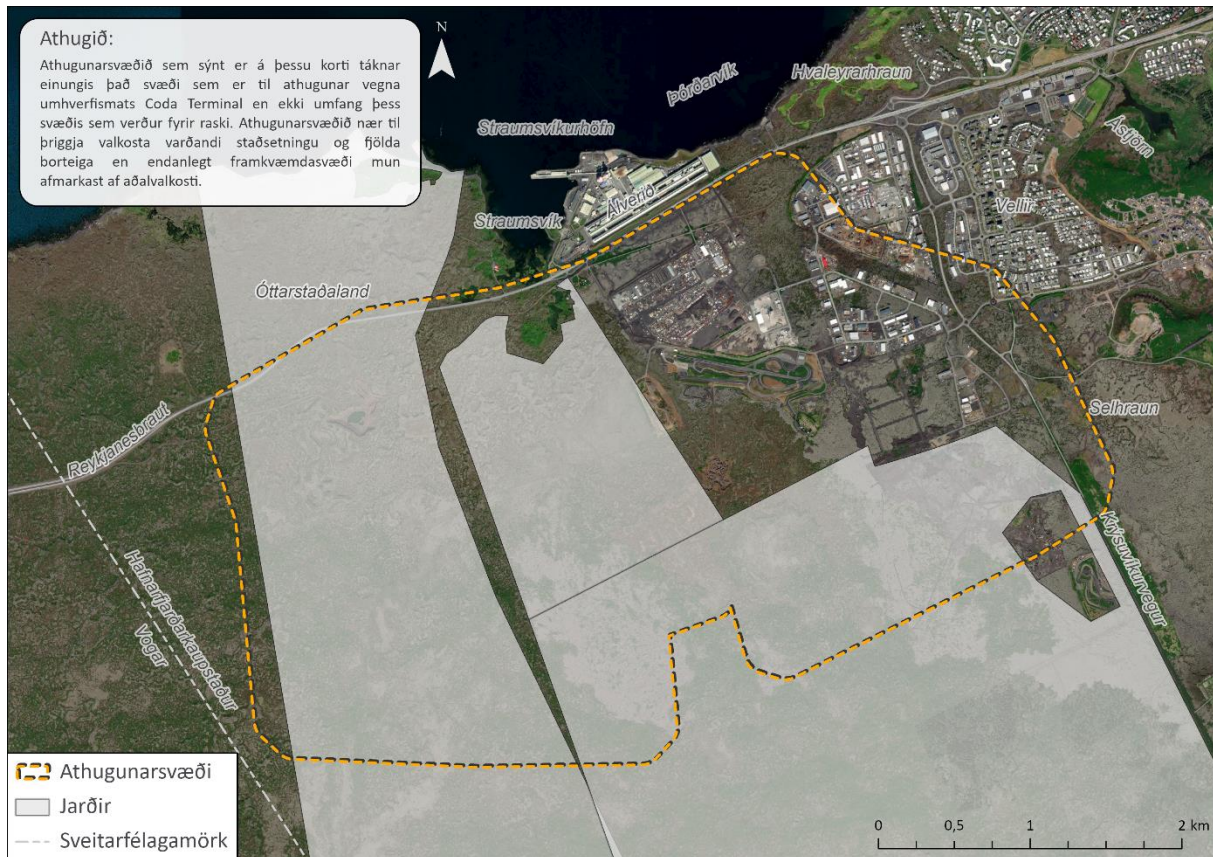 Athugið:
Athugunarsvæðið sem sýnt er á þessu korti táknar
einungis það svæði sem er til athugunar vegna
umhverfismats Coda Terminal en ekki umfang þess
svæðis sem verður fyrir raski. Athugunarsvæðið nær til
þriggja valkosta varðandi staðsetningu og fjölda
borteiga en endanlegt framkvæmdasvæði mun
afmarkast af aðalvalkosti.
N
Hvaleyrarhraun
Þórðarvík
Straumsvíkurhöfn
Ásfjörn
Álverið
Vellir
Straumsvík
Óttarstaðaland
Selhraun
Reykjanesbraut
Krýsuvíkurvegur
Hafnarfjarðarkaupstaður
Vogar
Athugunarsvæði
Jarðir
Sveitarfélagamörk
0 0,5 1 2 km